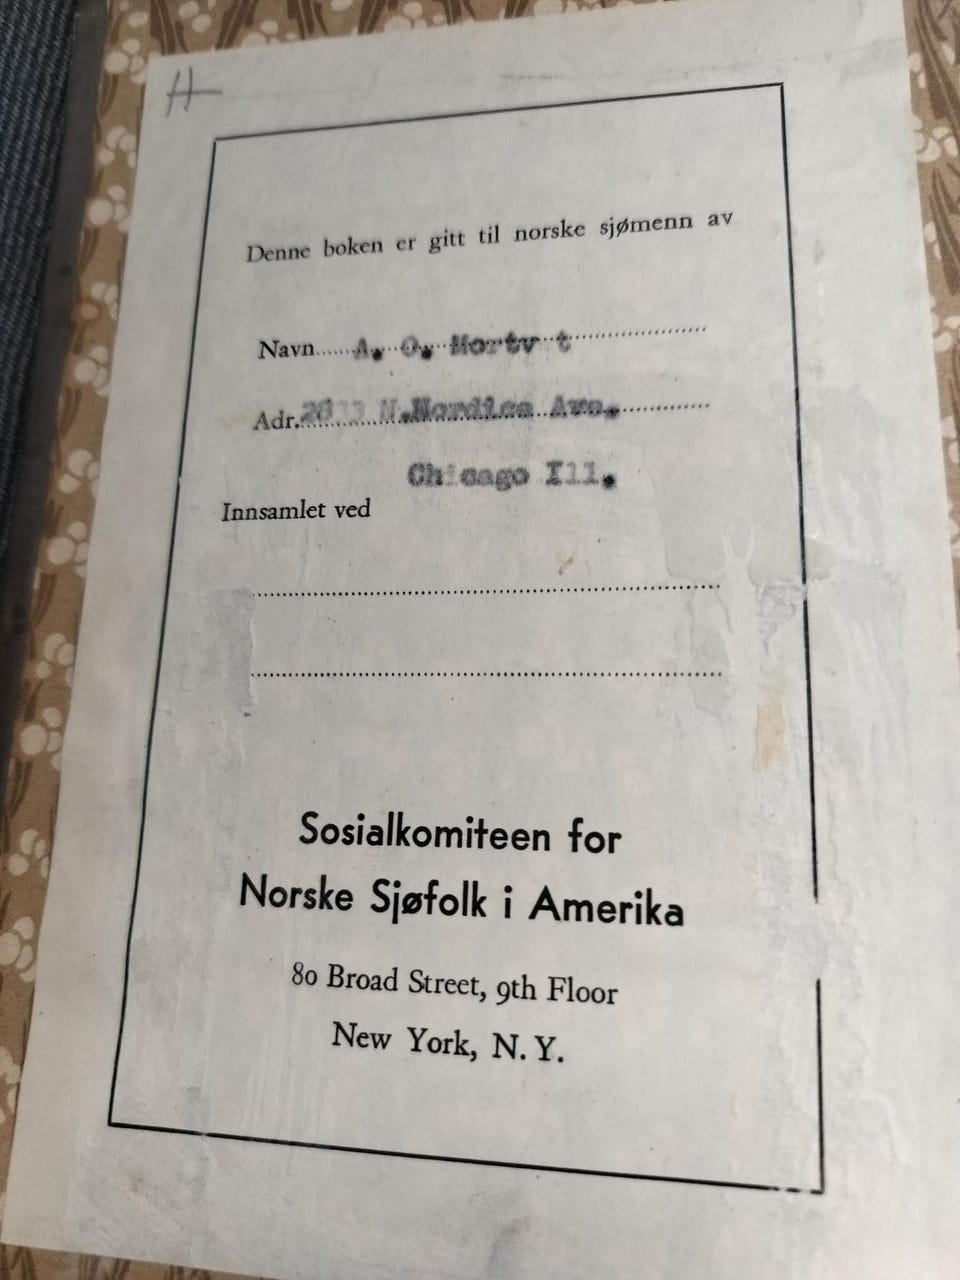 H
Denne boken er gitt til norske sjømenn av
Navn A. O.
Adr. N. Nordica Ave.
Chicago Ill.
Innsamlet ved
Sosialkomiteen for
Norske Sjøfolk i Amerika
80 Broad Street, 9th Floor
New York, N. Y.